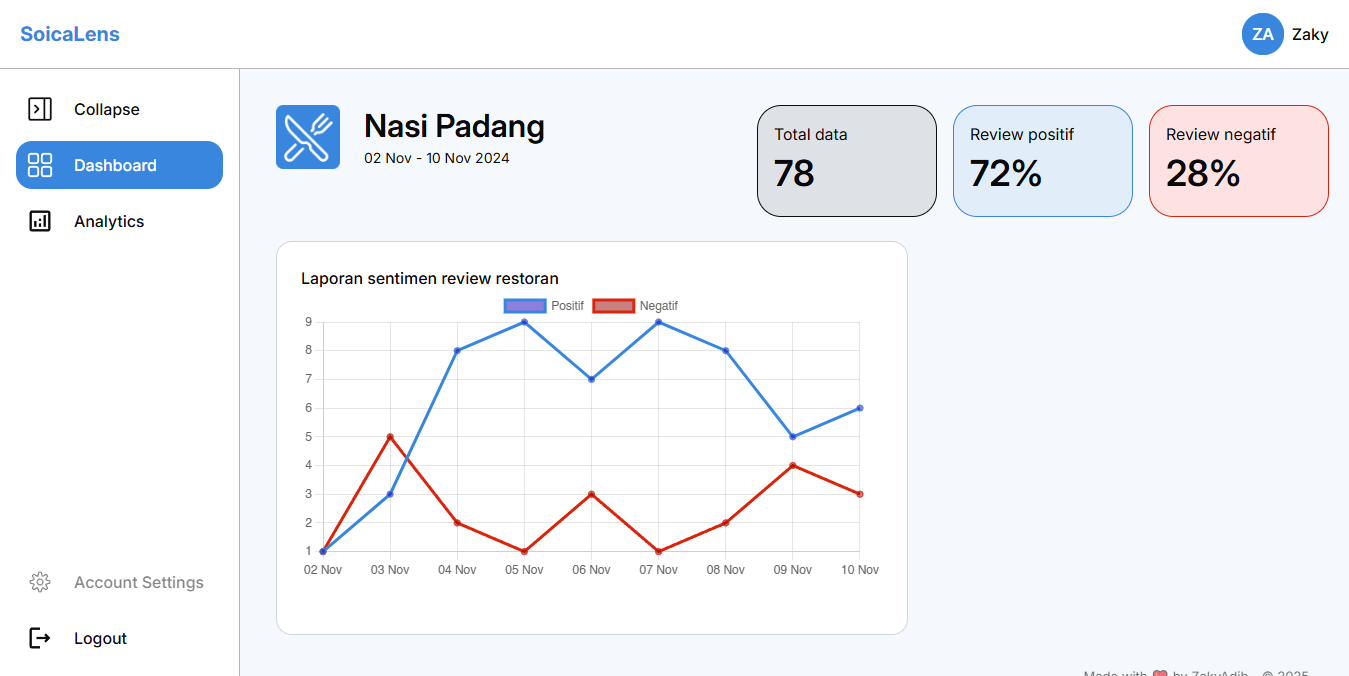 SoicaLens
ZA Zaky
Collapse
Dashboard
Analytics
Account Settings
Logout
Nasi Padang
02 Nov - 10 Nov 2024
Total data
78
Review positif
72%
Review negatif
28%
Laporan sentimen review restoran
Positif Negatif
9
8
7
6
5
4
3
2
1
02 Nov 03 Nov 04 Nov 05 Nov 06 Nov 07 Nov 08 Nov 09 Nov 10 Nov
Made with ❤️ by ZakyAdib © 2025